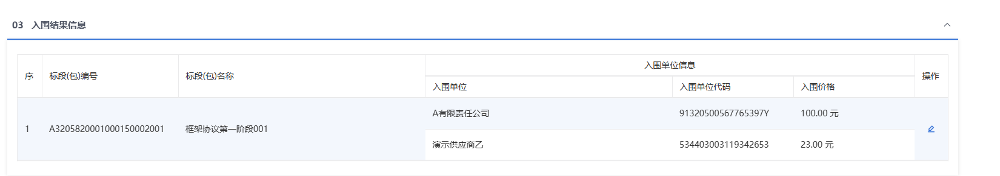 03 入围结果信息
入围单位信息
序 标段(包)编号 标段(包)名称 操作
入围单位 入围单位代码 入围价格
A有限责任公司 91320500567765397Y 100.00 元
1 A3205820001000150002001 框架协议第一阶段001
演示供应商乙 534403003119342653 23.00 元